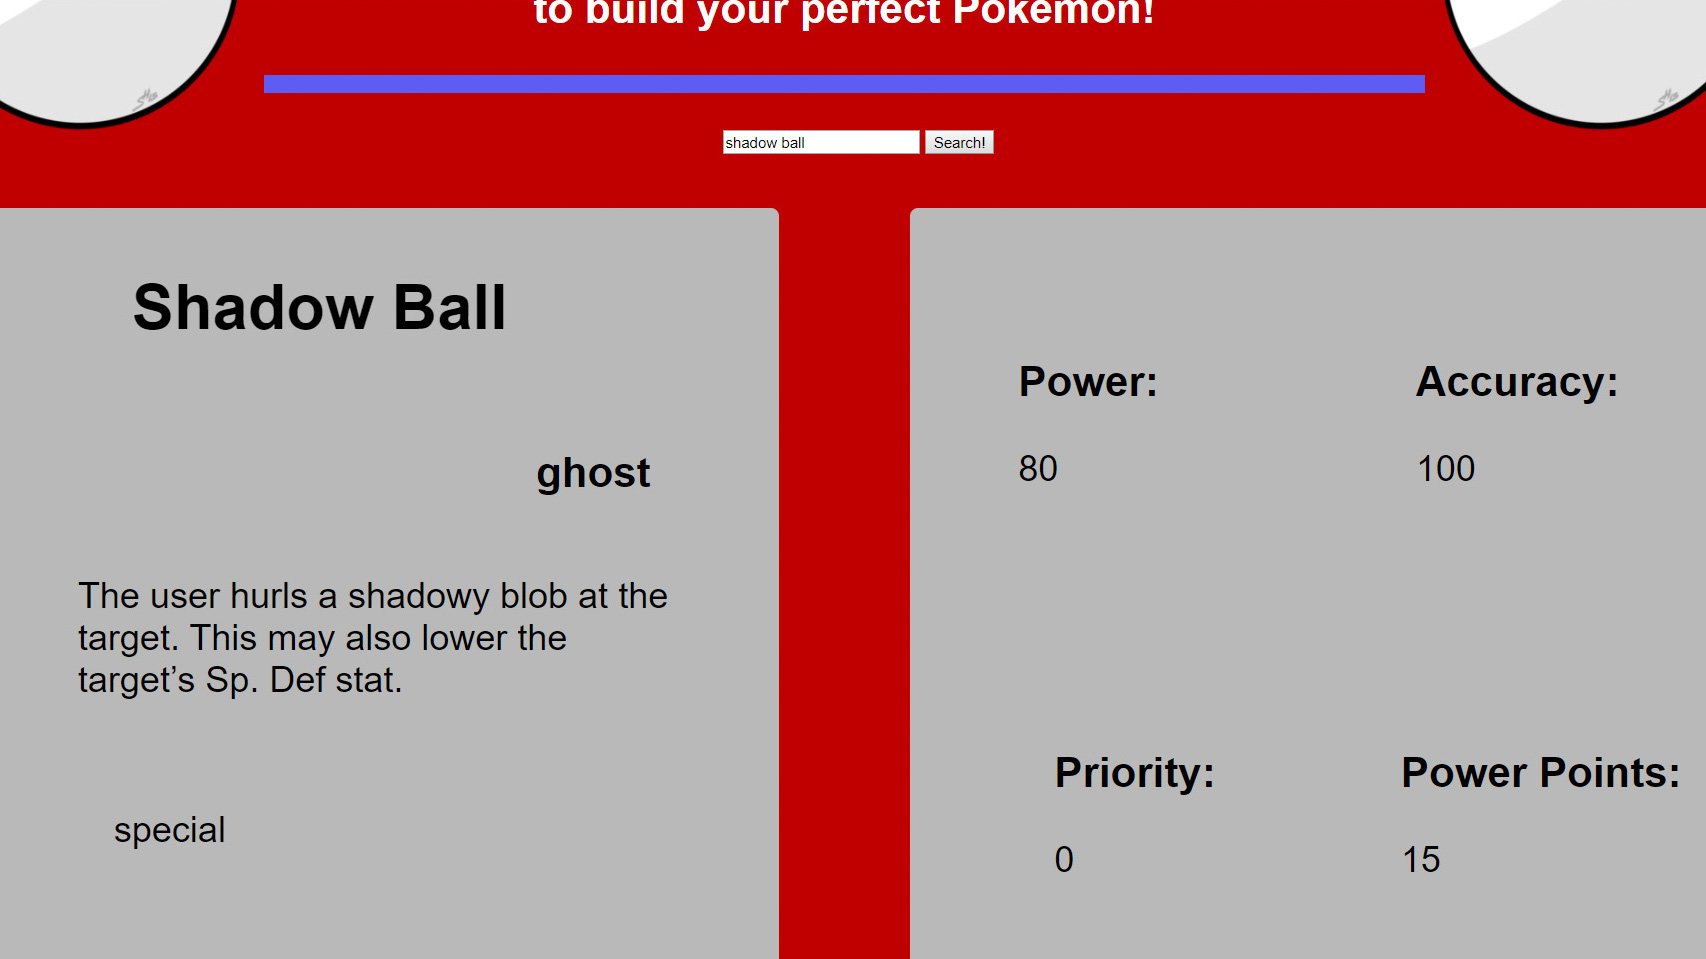 to build your perfect Pokemon!
shadow ball
Search!
Shadow Ball
ghost
The user hurls a shadowy blob at the
target. This may also lower the
target’s Sp. Def stat.
special
Power:
Accuracy:
80
100
Priority:
Power Points:
0
15